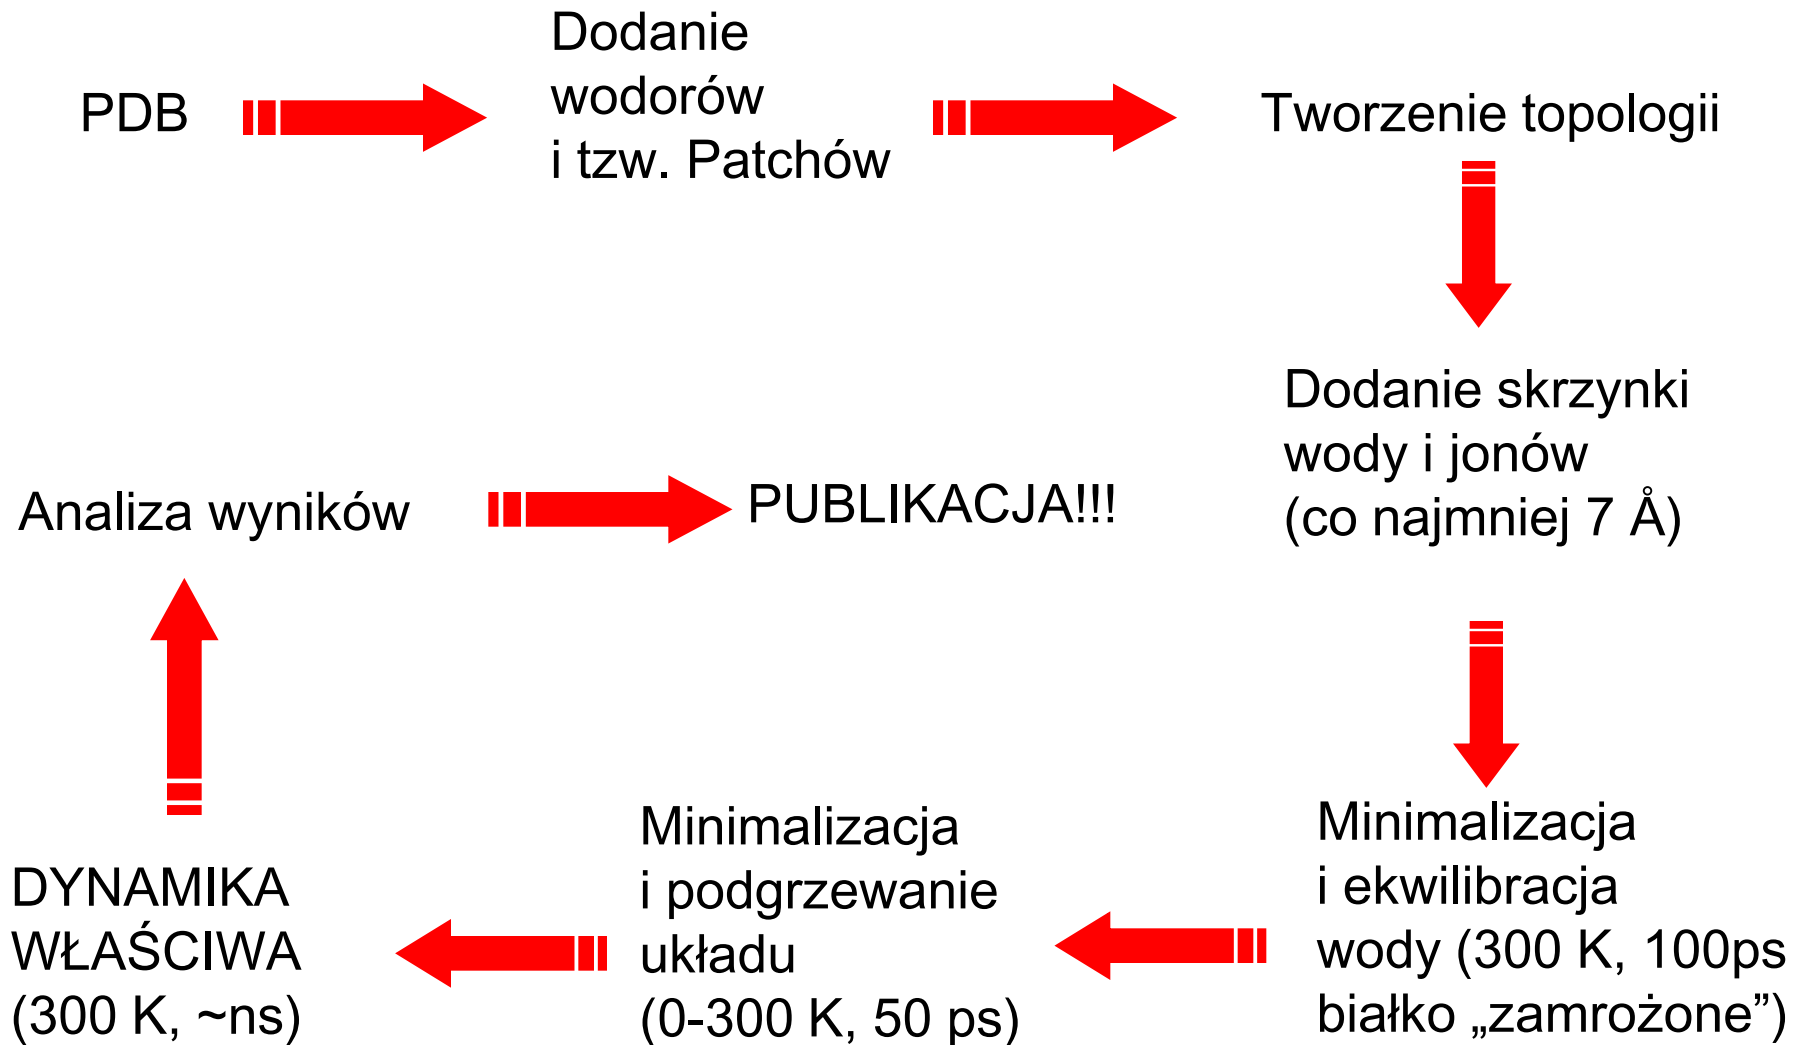 PDB
Dodanie
wodorów
i tzw. Patchów
Tworzenie topologii
Dodanie skrzynki
wody i jonów
(co najmniej 7 Å)
Minimalizacja
i ekwilibracja
wody (300 K, 100ps
białko „zamrożone”)
Minimalizacja
i podgrzewanie
układu
(0-300 K, 50 ps)
DYNAMIKA
WŁAŚCIWA
(300 K, ~ns)
Analiza wyników
PUBLIKACJA!!!